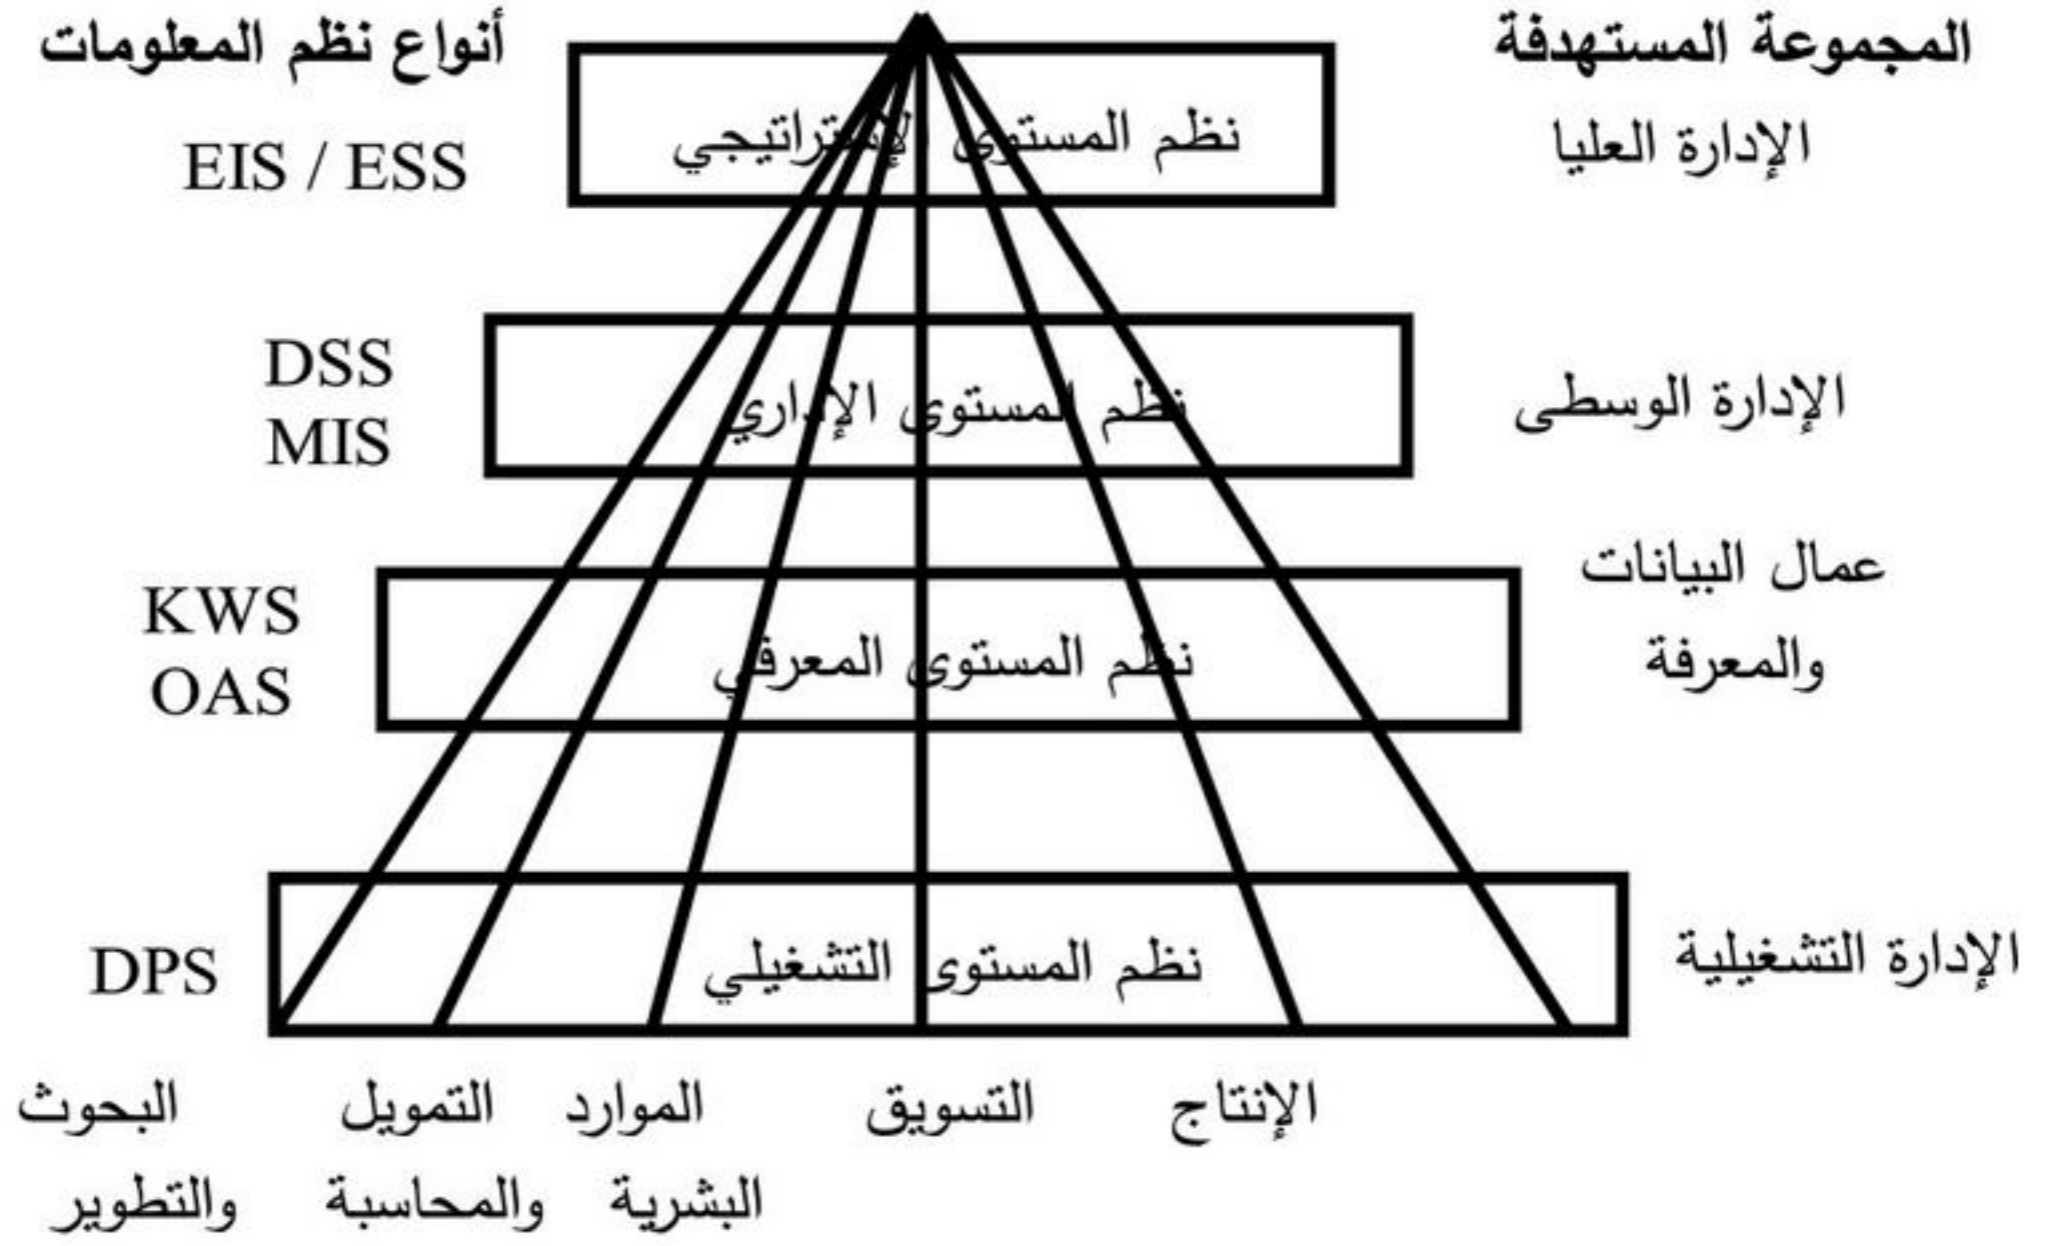 المجموعة المستهدفة
أنواع نظم المعلومات
الإدارة العليا
نظم المستوى الإستراتيجي
EIS / ESS
الإدارة الوسطى
نظم المستوى الإداري
DSS
MIS
عمال البيانات
والمعرفة
نظم المستوى المعرفي
KWS
OAS
الإدارة التشغيلية
نظم المستوى التشغيلي
DPS
الإنتاج
التسويق
الموارد
البشرية
التمويل
والمحاسبة
البحوث
والتطوير